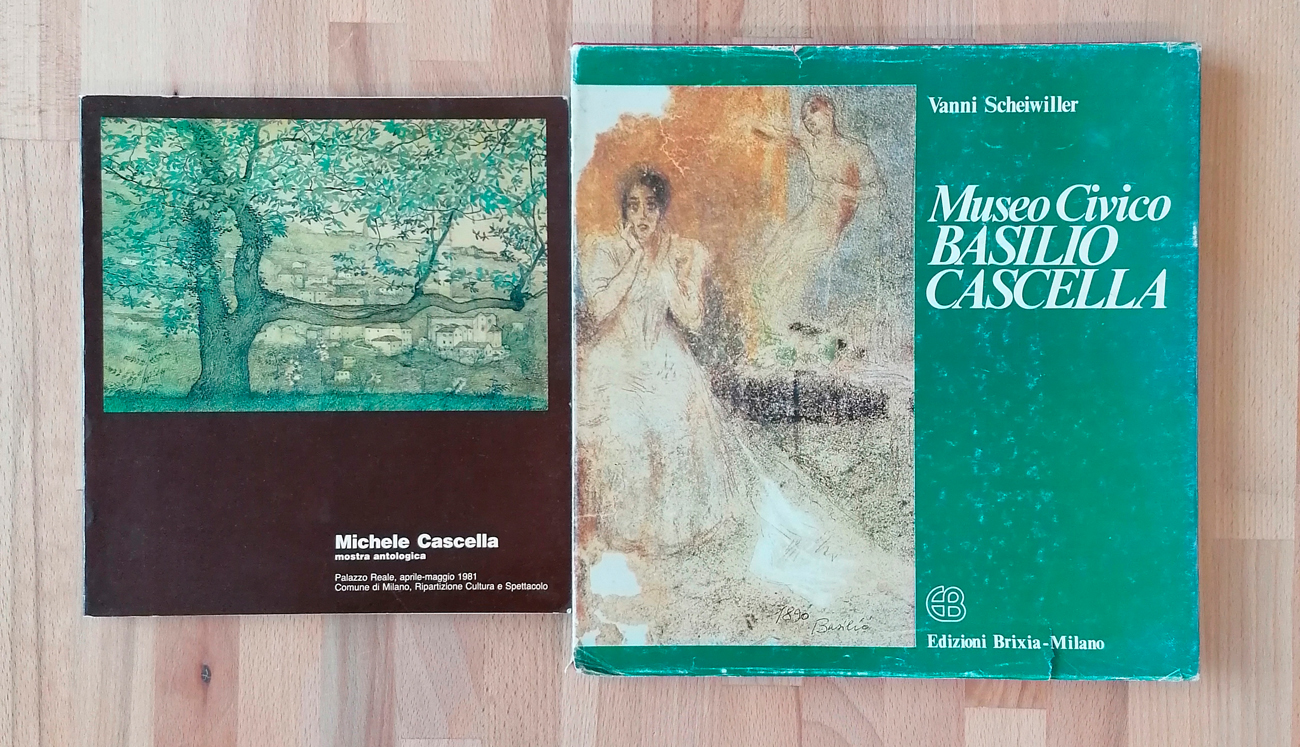 Michele Cascella
mostra antologica
Palazzo Reale, aprile-maggio 1981
Comune di Milano, Ripartizione Cultura e Spettacolo
Vanni Scheiwiller
Museo Civico
BASILIO
CASCELLA
1890
Basilio
EB
Edizioni Brixia-Milano